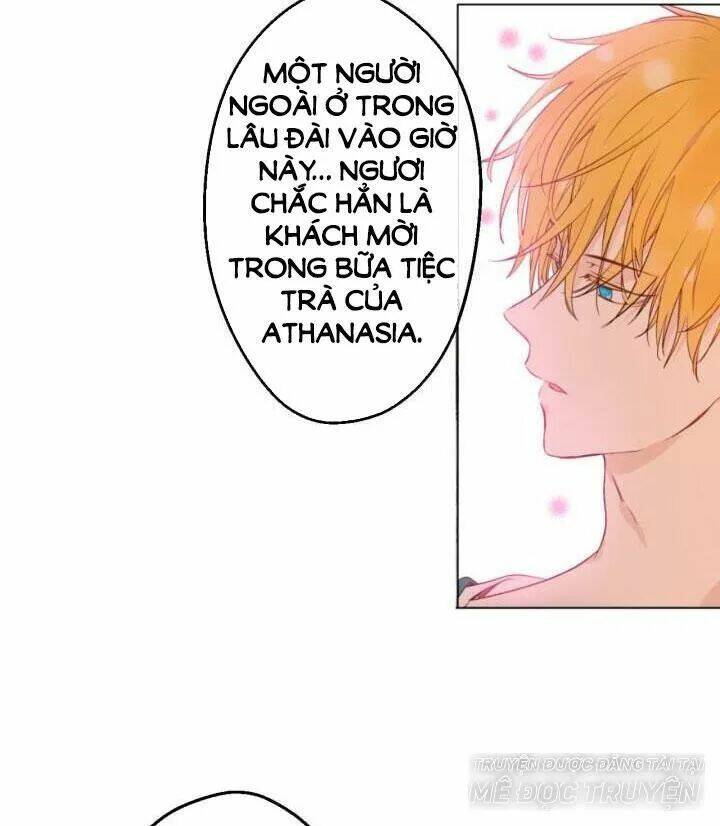 MỘT NGƯỜI
NGOÀI Ở TRONG
LÂU ĐÀI VÀO GIỜ
NÀY... NGƯƠI
CHẮC HẲN LÀ
KHÁCH MỜI
TRONG BỮA TIỆC
TRÀ CỦA
ATHANASIA.
TRUYỆN ĐƯỢC ĐĂNG TẢI TẠI
MÊ ĐỌC TRUYỆN